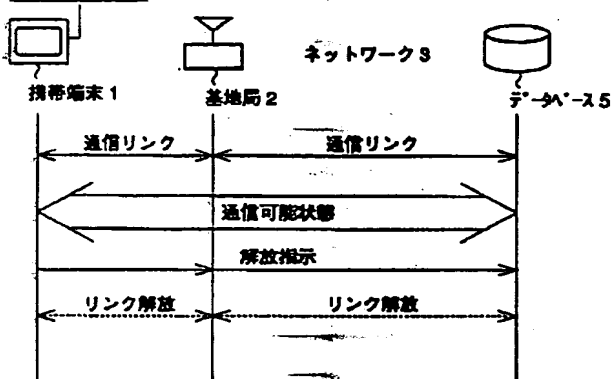 ネットワーク3
携帯端末1
基地局2
データベース5
通信リンク
通信リンク
通信可能状態
解放指示
リンク解放
リンク解放